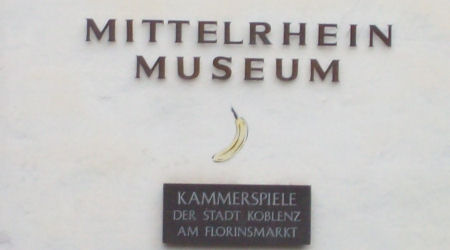 MITTELRHEIN
MUSEUM
KAMMERSPIELE
DER STADT KOBLENZ
AM FLORINSMARKT